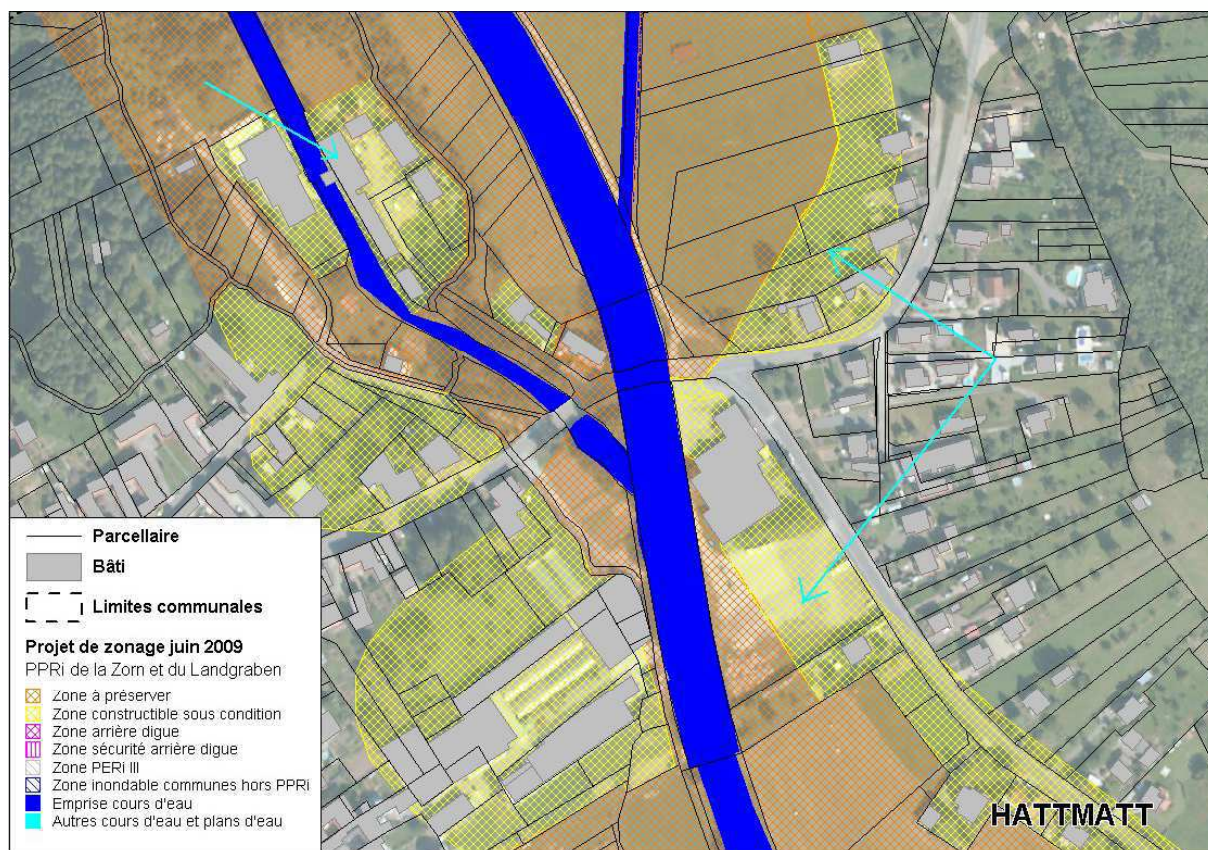 Parcellaire
Bâti
Limites communales
Projet de zonage juin 2009
PPRi de la Zorn et du Landgraben
Zone à préserver
Zone constructible sous condition
Zone arrière digue
Zone sécurité arrière digue
Zone PERi III
Zone inondable communes hors PPRi
Emprise cours d'eau
Autres cours d'eau et plans d'eau
HATTMATT